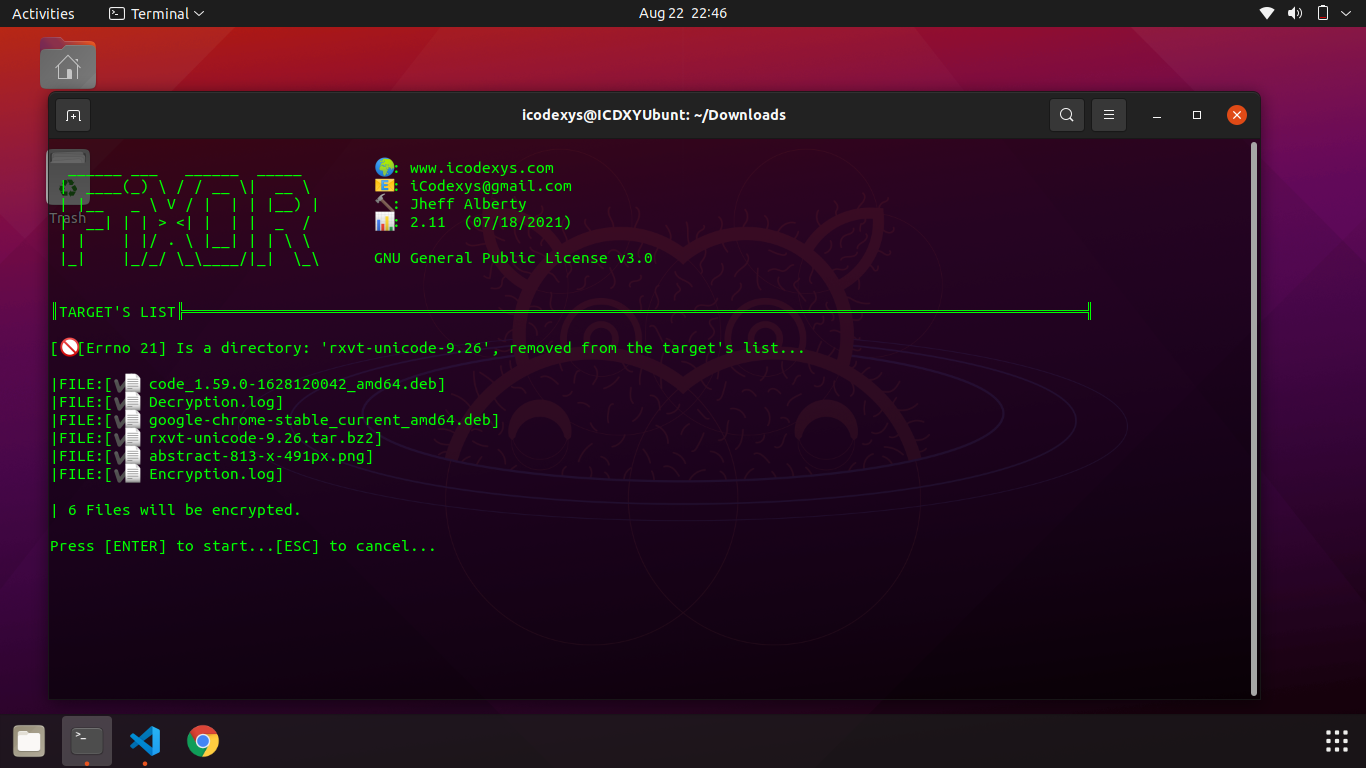 Activities
Terminal
Aug 22 22:46
icodexys@ICDXYUbunt: ~/Downloads
Trash
FIXOR
: www.icodexys.com
: iCodexys@gmail.com
: Jheff Alberty
: 2.11 (07/18/2021)
GNU General Public License v3.0
║TARGET'S LIST╠══════════════════════════════════════════════╣
[🚫[Errno 21] Is a directory: 'rxvt-unicode-9.26', removed from the target's list...
|FILE:[✔📄 code_1.59.0-1628120042_amd64.deb]
|FILE:[✔📄 Decryption.log]
|FILE:[✔📄 google-chrome-stable_current_amd64.deb]
|FILE:[✔📄 rxvt-unicode-9.26.tar.bz2]
|FILE:[✔📄 abstract-813-x-491px.png]
|FILE:[✔📄 Encryption.log]
| 6 Files will be encrypted.
Press [ENTER] to start...[ESC] to cancel...